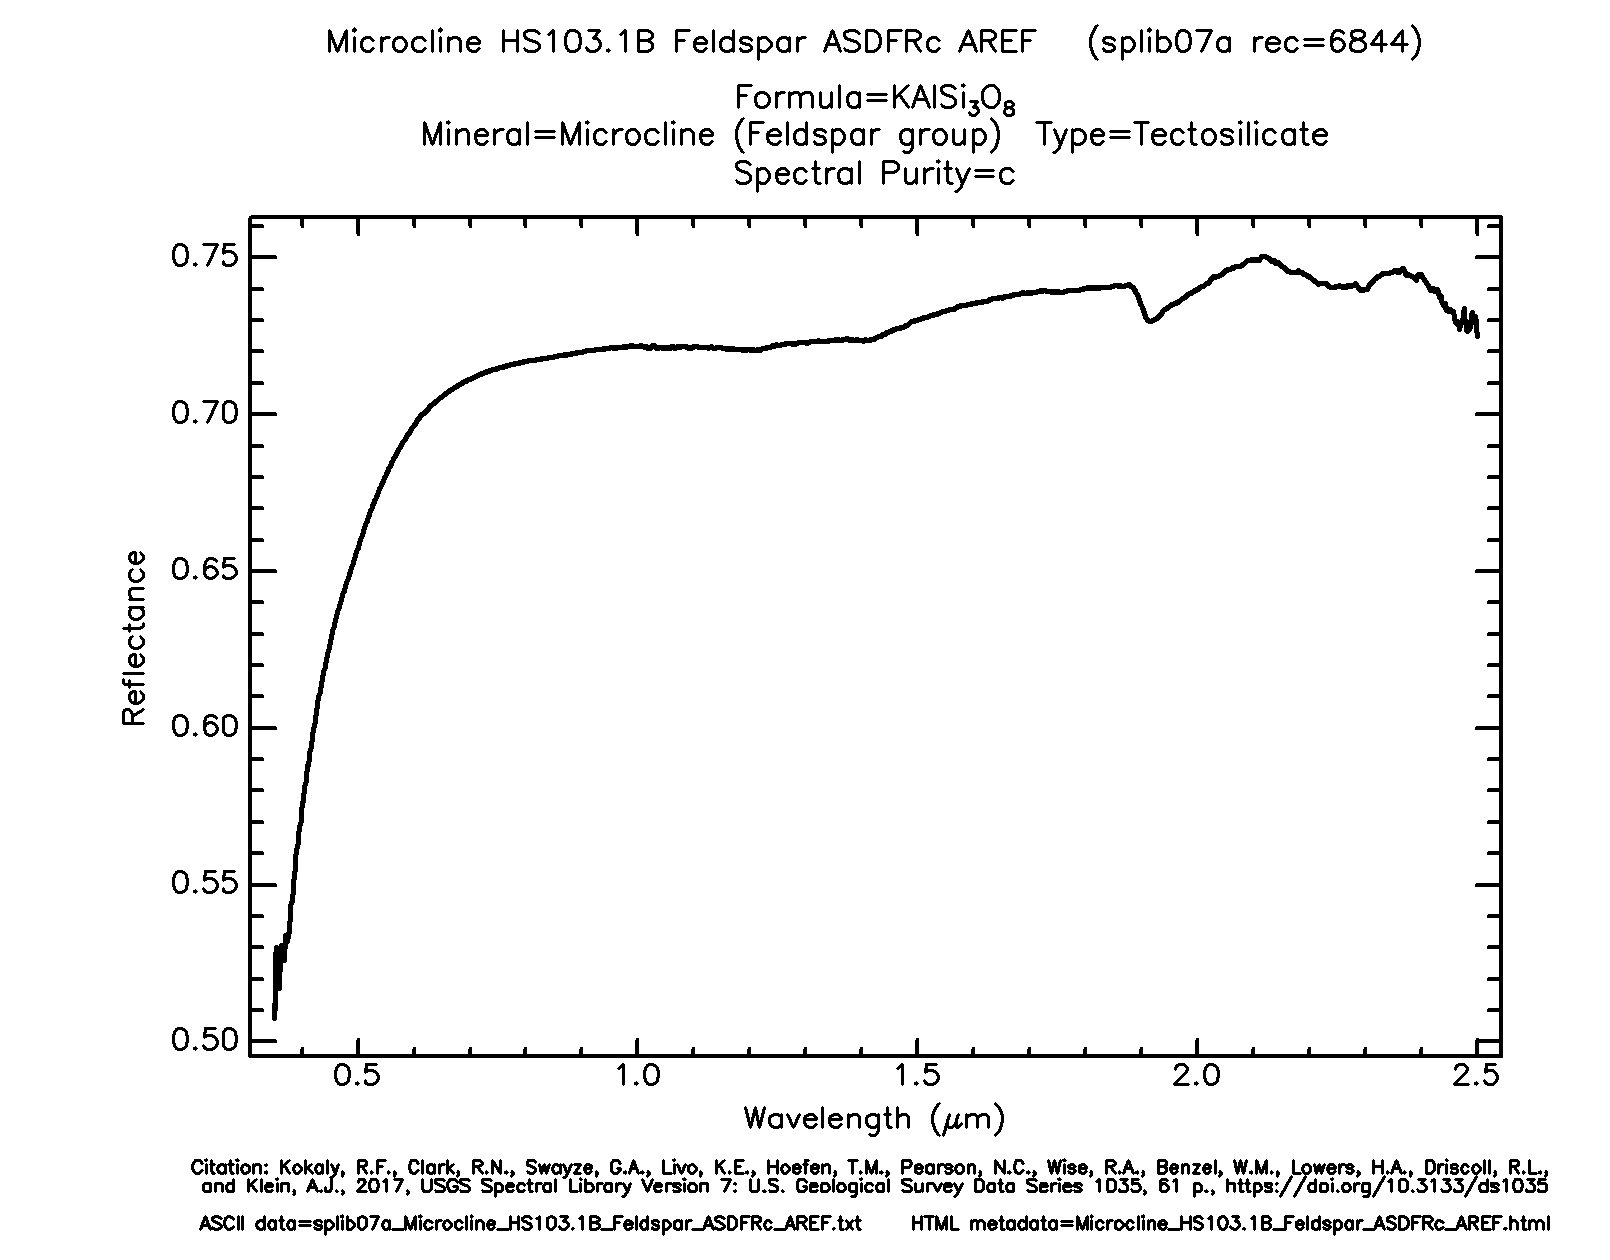 Microcline HS103.1B Feldspar ASDFRc AREF (splib07a rec=6844)
Formula=KAlSi3O8
Mineral=Microcline (Feldspar group) Type=Tectosilicate
Spectral Purity=c
0.75
0.70
0.65
0.60
0.55
0.50
Reflectance
0.5 1.0 1.5 2.0 2.5
Wavelength (μm)
Citation: Kokaly, R.F., Clark, R.N., Swayze, G.A., Livo, K.E., Hoefen, T.M., Pearson, N.C., Wise, R.A., Benzel, W.M., Lowers, H.A., Driscoll, R.L.,
and Klein, A.J., 2017, USGS Spectral Library Version 7: U.S. Geological Survey Data Series 1035, 61 p., https://doi.org/10.3133/ds1035
ASCII data=splib07a_Microcline_HS103.1B_Feldspar_ASDFRc_AREF.txt HTML metadata=Microcline_HS103.1B_Feldspar_ASDFRc_AREF.html